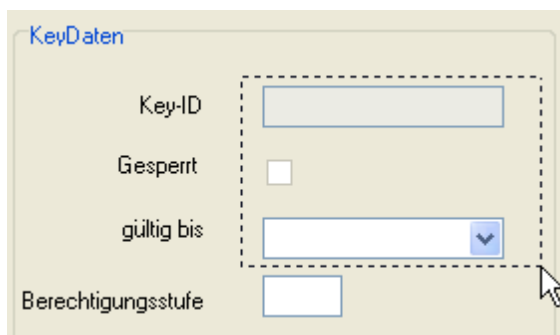 KeyDaten
Key-ID
Gesperrt
gültig bis
Berechtigungsstufe